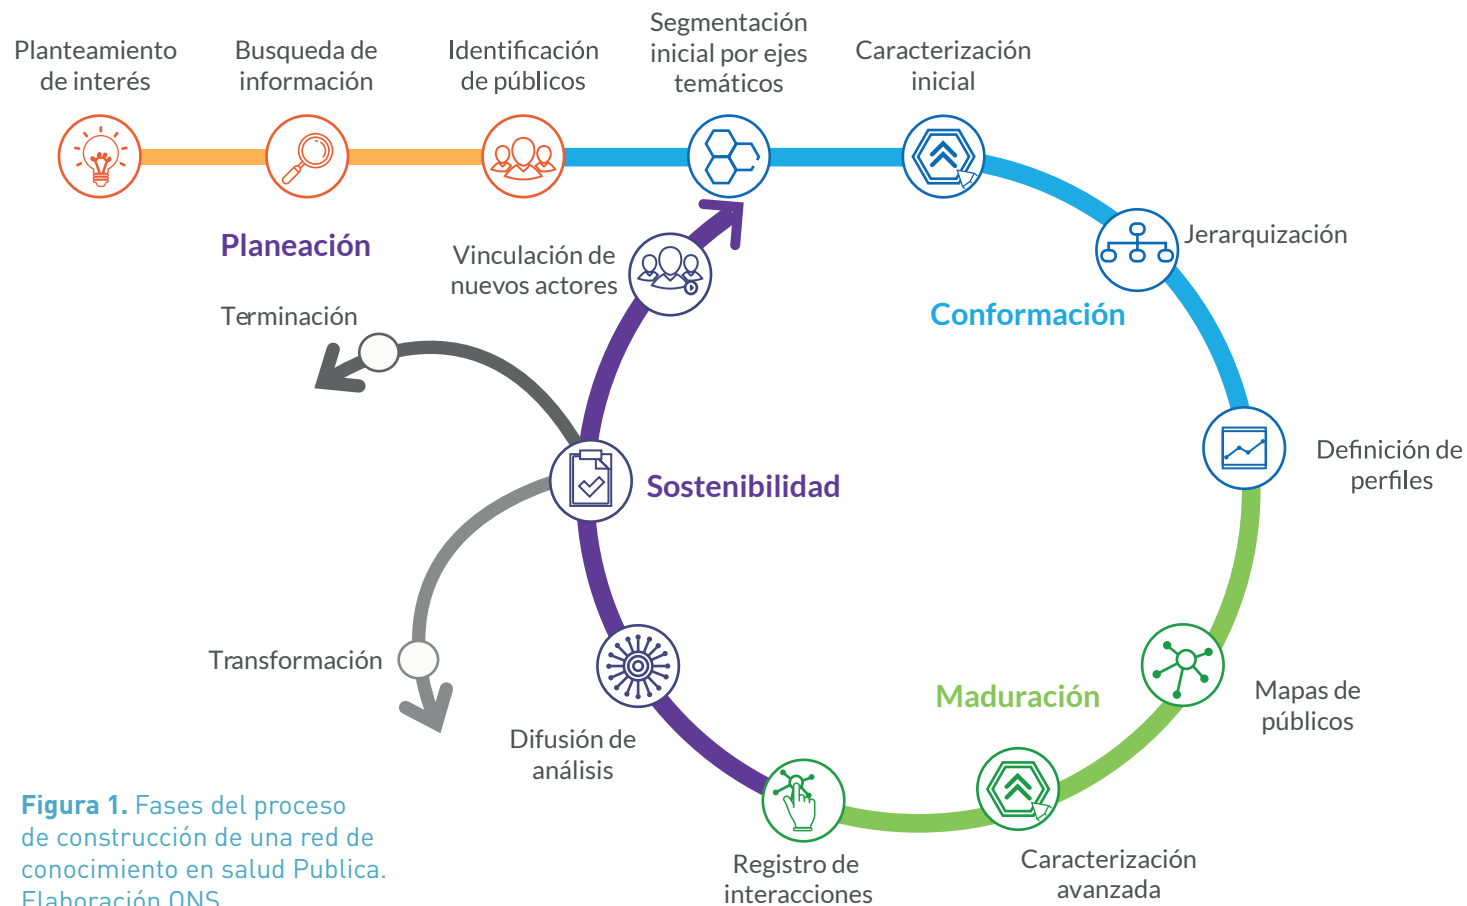 Planteamiento
de interés
Busqueda de
información
Identificación
de públicos
Segmentación
inicial por ejes
temáticos
Caracterización
inicial
Planeación
Vinculación de
nuevos actores
Jerarquización
Conformación
Terminación
Definición de
perfiles
Sostenibilidad
Transformación
Maduración
Mapas de
públicos
Difusión de
análisis
Registro de
interacciones
Caracterización
avanzada
Figura 1. Fases del proceso
de construcción de una red de
conocimiento en salud Publica.
Elaboración ONS